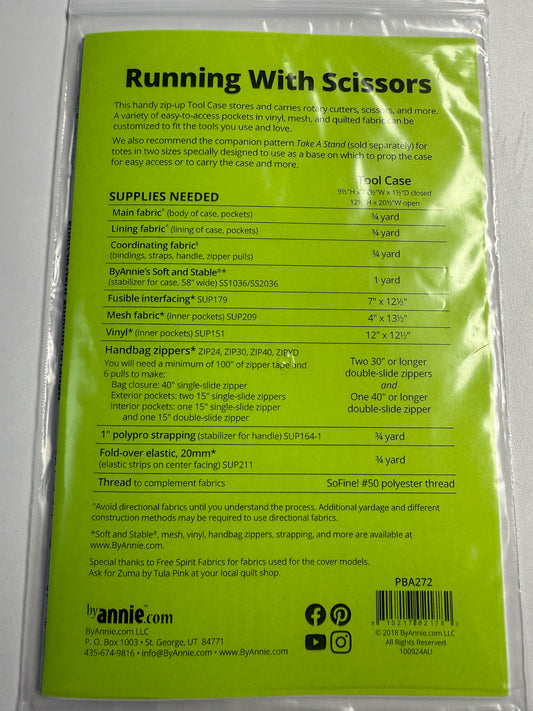 Running With Scissors
This handy zip-up Tool Case stores and carries rotary cutters, scissors, and more.
A variety of easy-to-access pockets in vinyl, mesh, and quilted fabric can be
customized to fit the tools you use and love.
We also recommend the companion pattern Take A Stand (sold separately) for
totes in two sizes specially designed to use as a base on which to prop the case
for easy access or to carry the case and more.
Tool Case
SUPPLIES NEEDED
Main fabric° (body of case, pockets) ¾ yard
Lining fabric° (lining of case, pockets) ¾ yard
Coordinating fabric§
(bindings, straps, handle, zipper pulls) ¾ yard
ByAnnie's Soft and Stable®*
(stabilizer for case. 58" wide) SS1036/SS2036 1 yard
Fusible interfacing* SUP179 7" x 12½"
Mesh fabric* (inner pockets) SUP209 4" x 13½"
Vinyl* (inner pockets) SUP151 12" x 12½"
Handbag zippers* ZIP24, ZIP30, ZIP40, ZIPYD
You will need a minimum of 100" of zipper tape and
6 pulls to make:
Bag closure: 40" single-slide zipper
Exterior pockets: two 15" single-slide zippers
Interior pockets: one 15" single-slide zipper
and one 15" double-slide zipper
Two 30" or longer
double-slide zippers
and
One 40" or longer
double-slide zipper
1" polypro strapping (stabilizer for handle) SUP164-1 ¾ yard
Fold-over elastic, 20mm*
(elastic strips on center facing) SUP211 ¾ yard
Thread to complement fabrics SoFine! #50 polyester thread
°Avoid directional fabrics until you understand the process. Additional yardage and different
construction methods may be required to use directional fabrics.
*Soft and Stable®, mesh, vinyl, handbag zippers, strapping, and more are available at
www.ByAnnie.com.
Special thanks to Free Spirit Fabrics for fabrics used for the cover models.
Ask for Zuma by Tula Pink at your local quilt shop.
PBA272
byannie.com™
ByAnnie.com LLC
P. O. Box 1003 • St. George, UT 84771
435-674-9816 • info@ByAnnie.com • www.ByAnnie.com
8 15217 02178 2
© 2018 ByAnnie.com LLC
All Rights Reserved